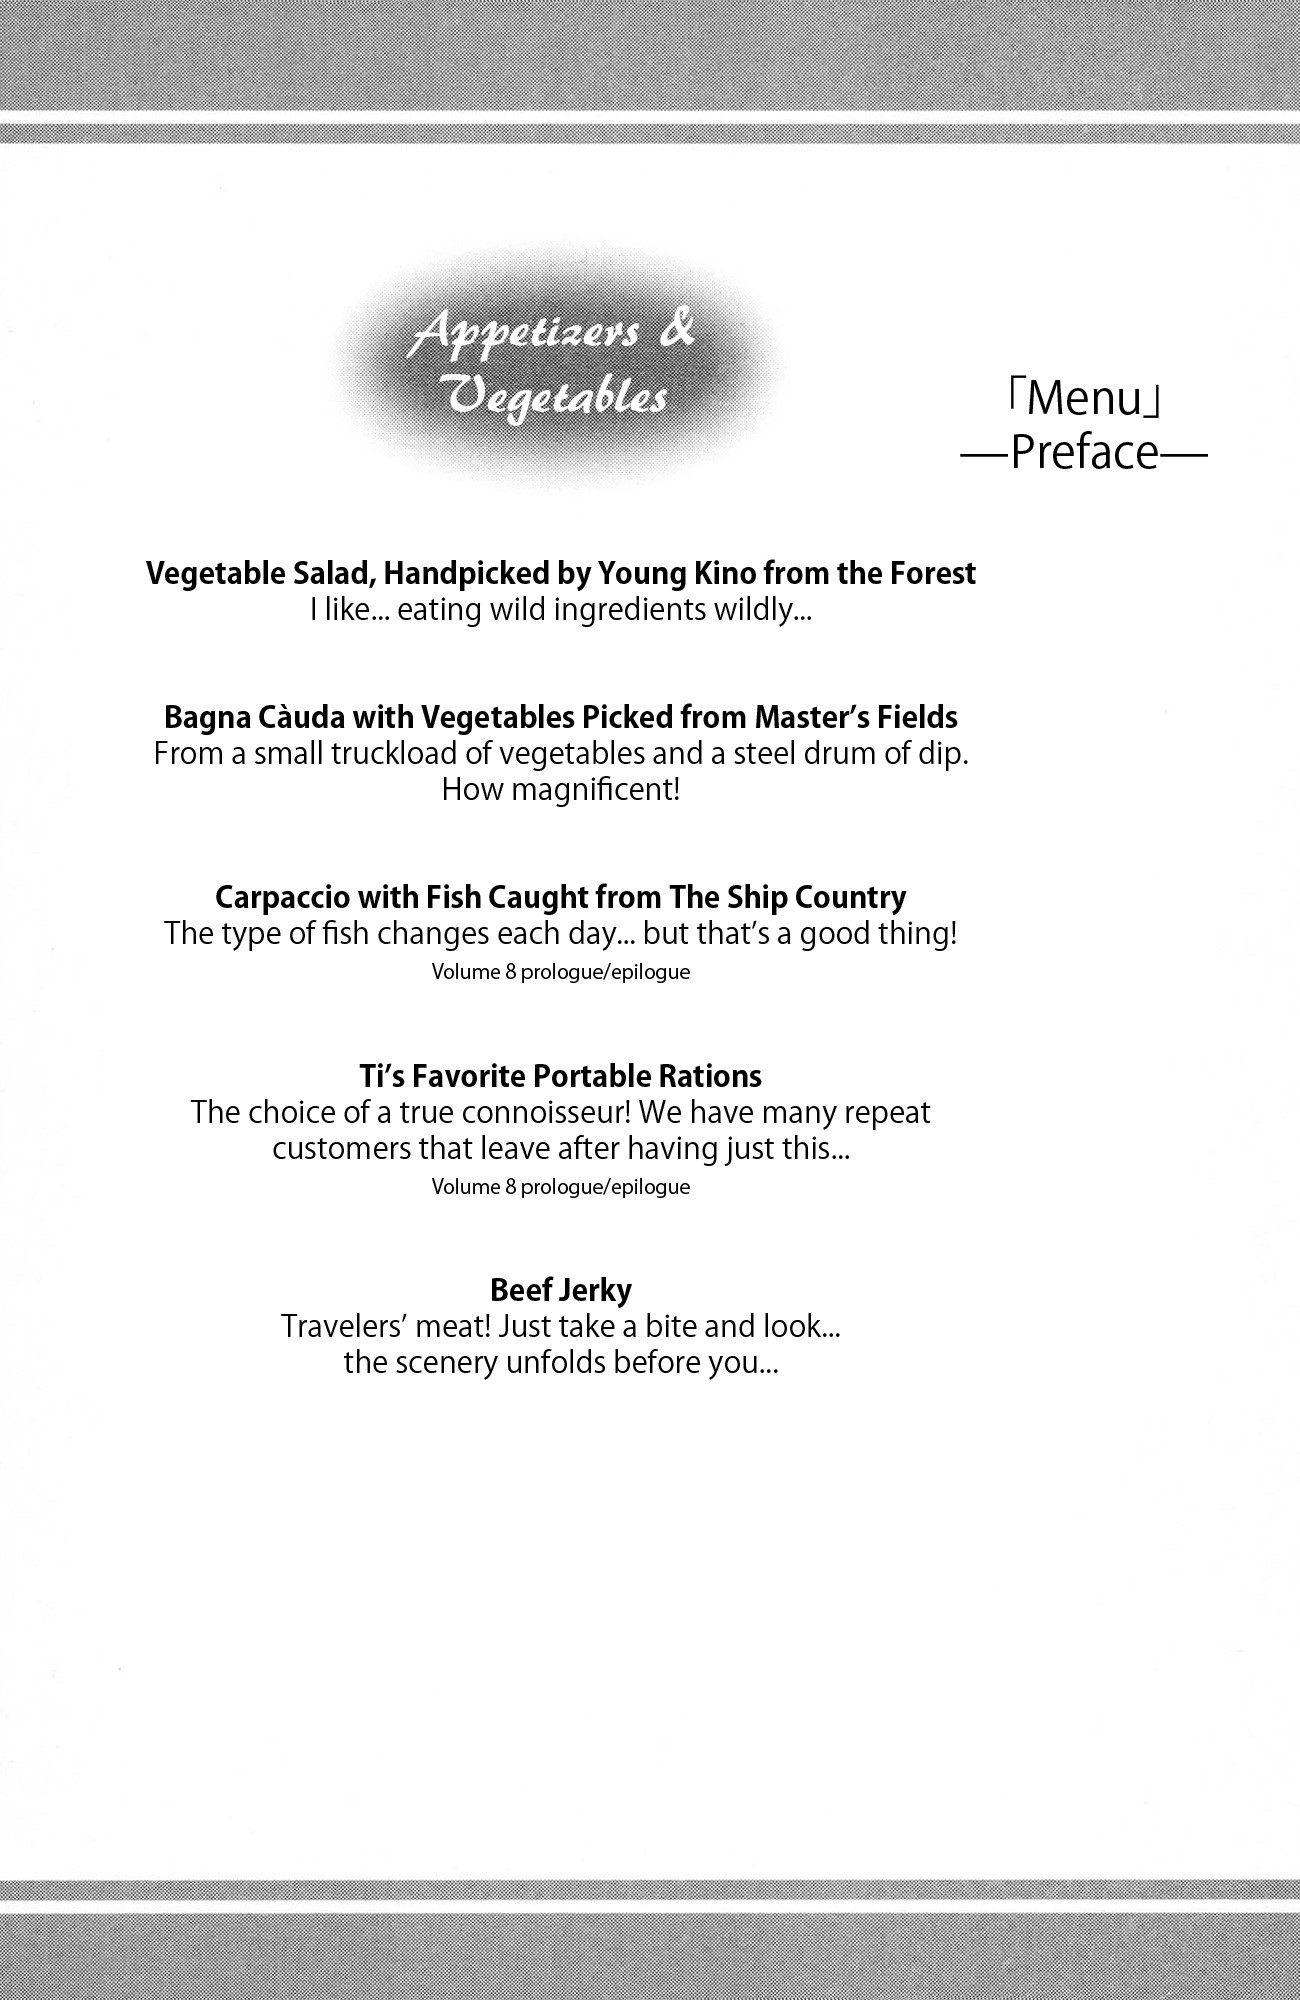 Appetizers &
Vegetables
「Menu」
—Preface—
Vegetable Salad, Handpicked by Young Kino from the Forest
I like... eating wild ingredients wildly...
Bagna Càuda with Vegetables Picked from Master’s Fields
From a small truckload of vegetables and a steel drum of dip.
How magnificent!
Carpaccio with Fish Caught from The Ship Country
The type of fish changes each day... but that’s a good thing!
Volume 8 prologue/epilogue
Ti’s Favorite Portable Rations
The choice of a true connoisseur! We have many repeat
customers that leave after having just this...
Volume 8 prologue/epilogue
Beef Jerky
Travelers’ meat! Just take a bite and look...
the scenery unfolds before you...